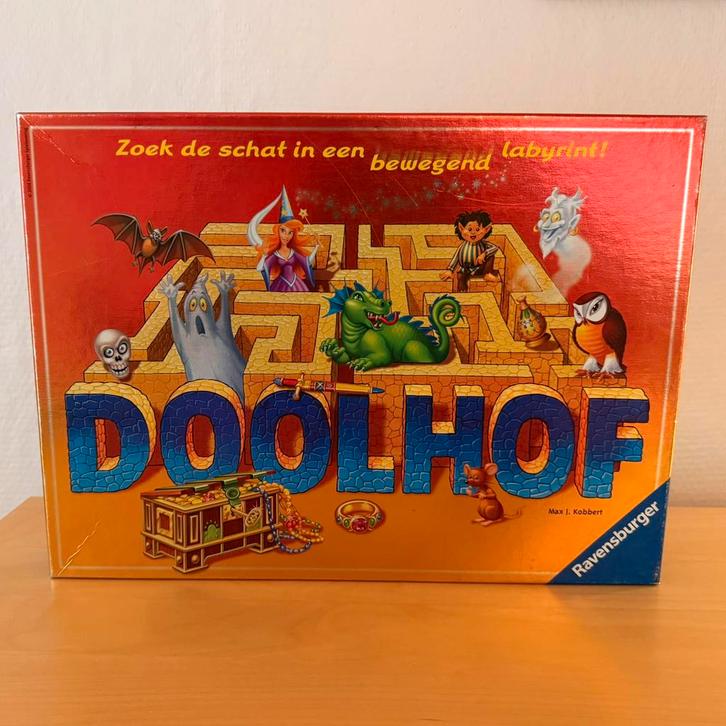 Zoek de schat in een bewegend labyrint!
DOOLHOF
Max J. Kobbert
Ravensburger